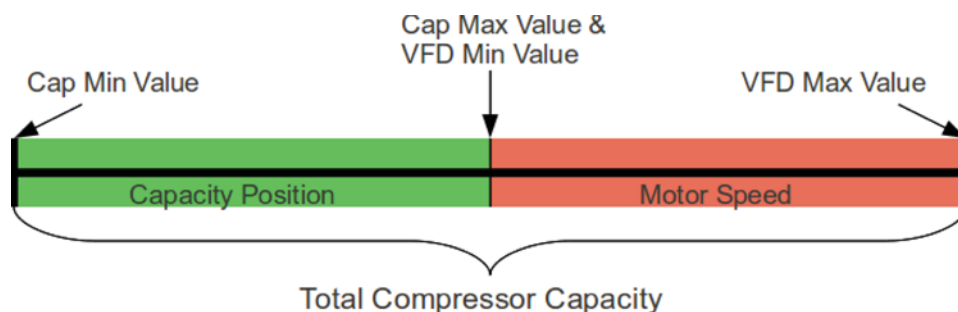 Cap Max Value &
VFD Min Value
Cap Min Value
VFD Max Value
Capacity Position
Motor Speed
Total Compressor Capacity